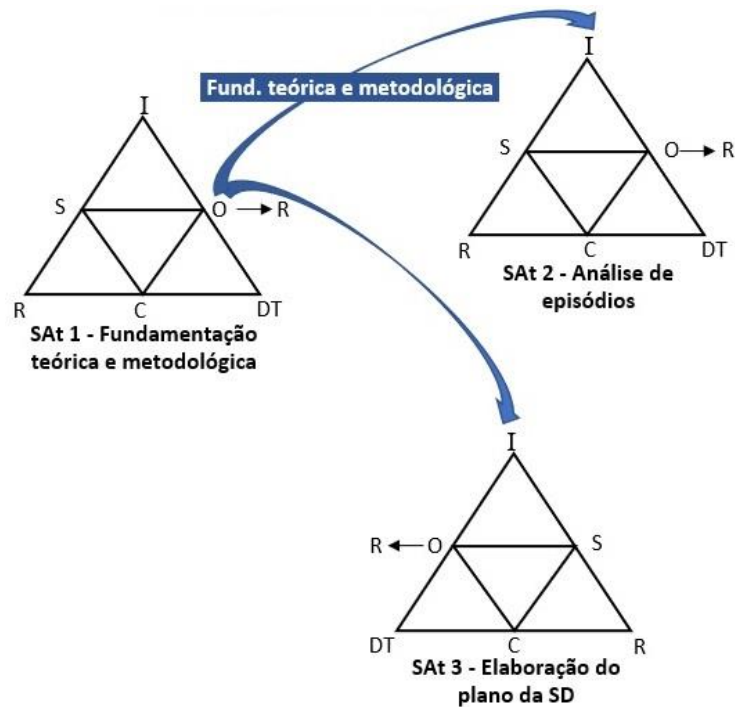 Fund. teórica e metodológica
I
S
O → R
R
C
DT
SAt 1 - Fundamentação
teórica e metodológica
I
S
O → R
R
C
DT
SAt 2 - Análise de
episódios
I
R ← O
S
DT
C
R
SAt 3 - Elaboração do
plano da SD